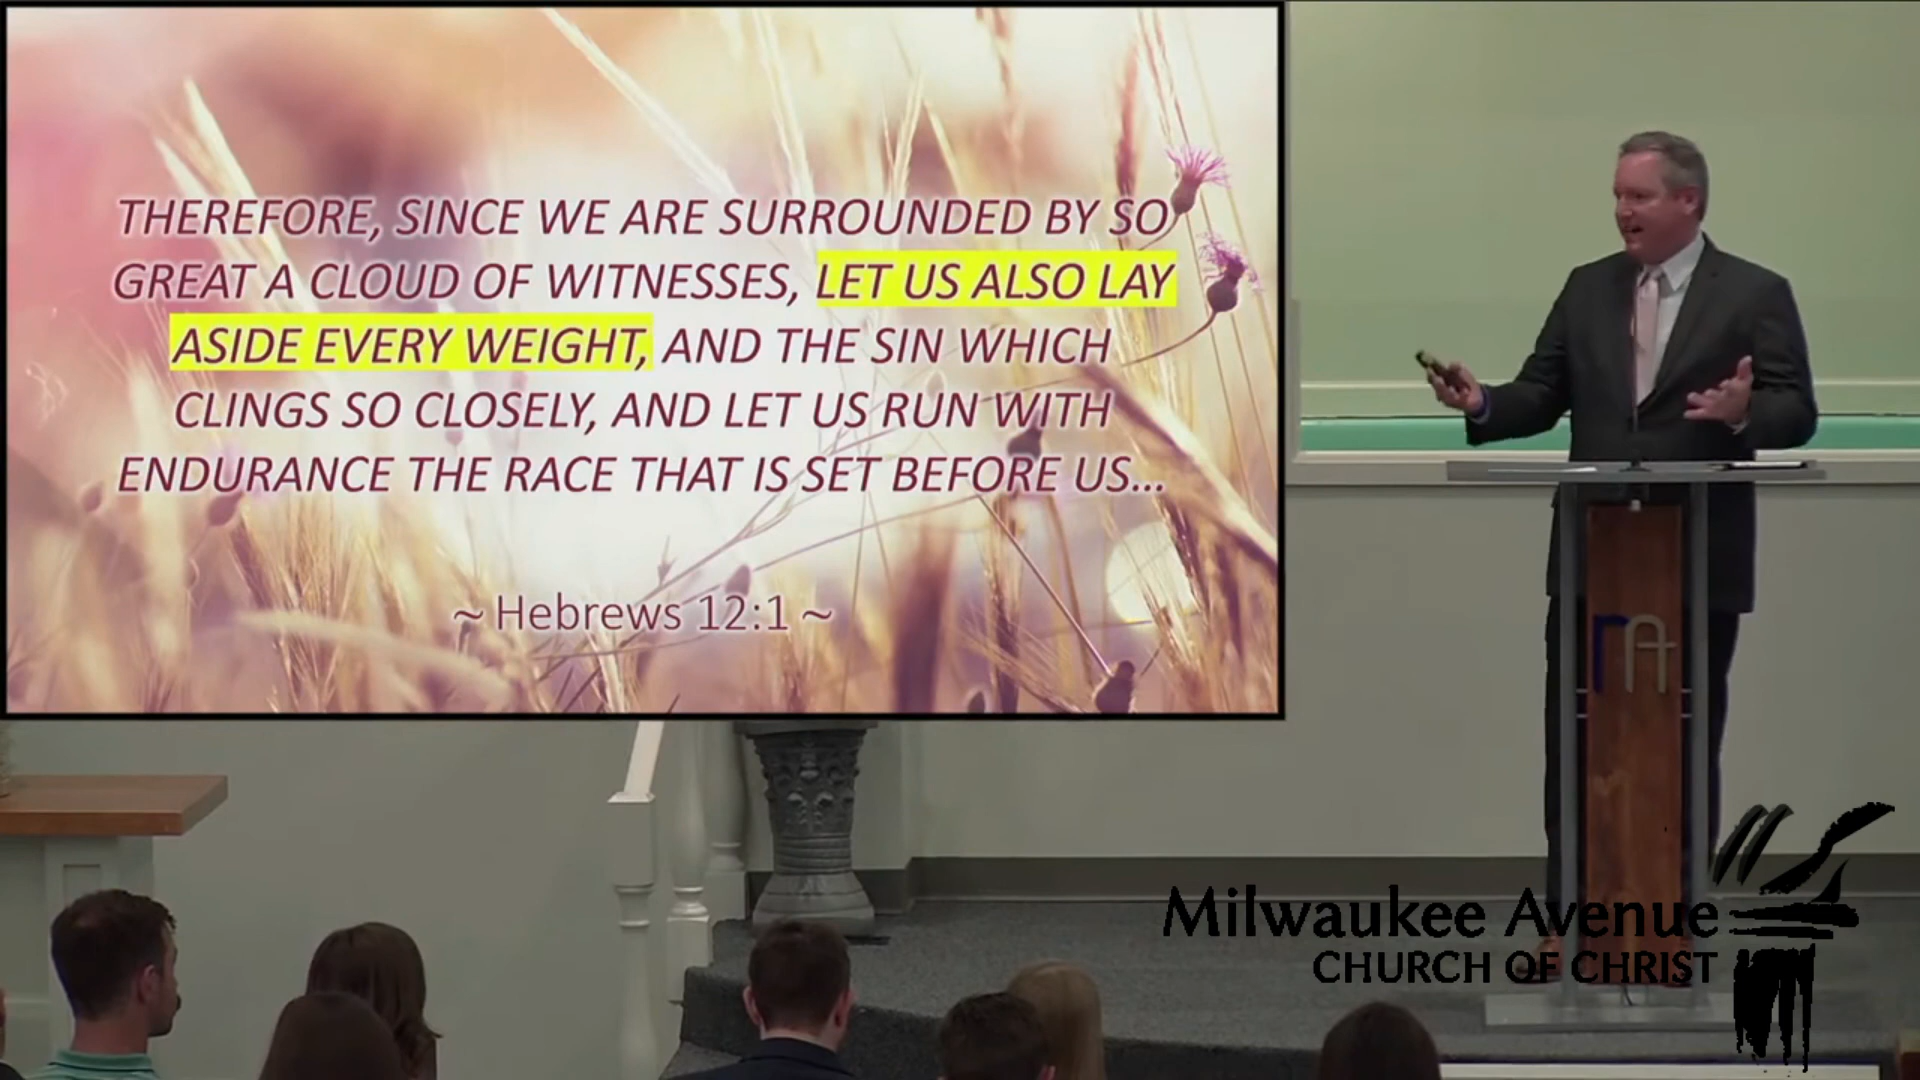 THEREFORE, SINCE WE ARE SURROUNDED BY SO
GREAT A CLOUD OF WITNESSES, LET US ALSO LAY
ASIDE EVERY WEIGHT, AND THE SIN WHICH
CLINGS SO CLOSELY, AND LET US RUN WITH
ENDURANCE THE RACE THAT IS SET BEFORE US...
~ Hebrews 12:1 ~
Milwaukee Avenue
CHURCH OF CHRIST